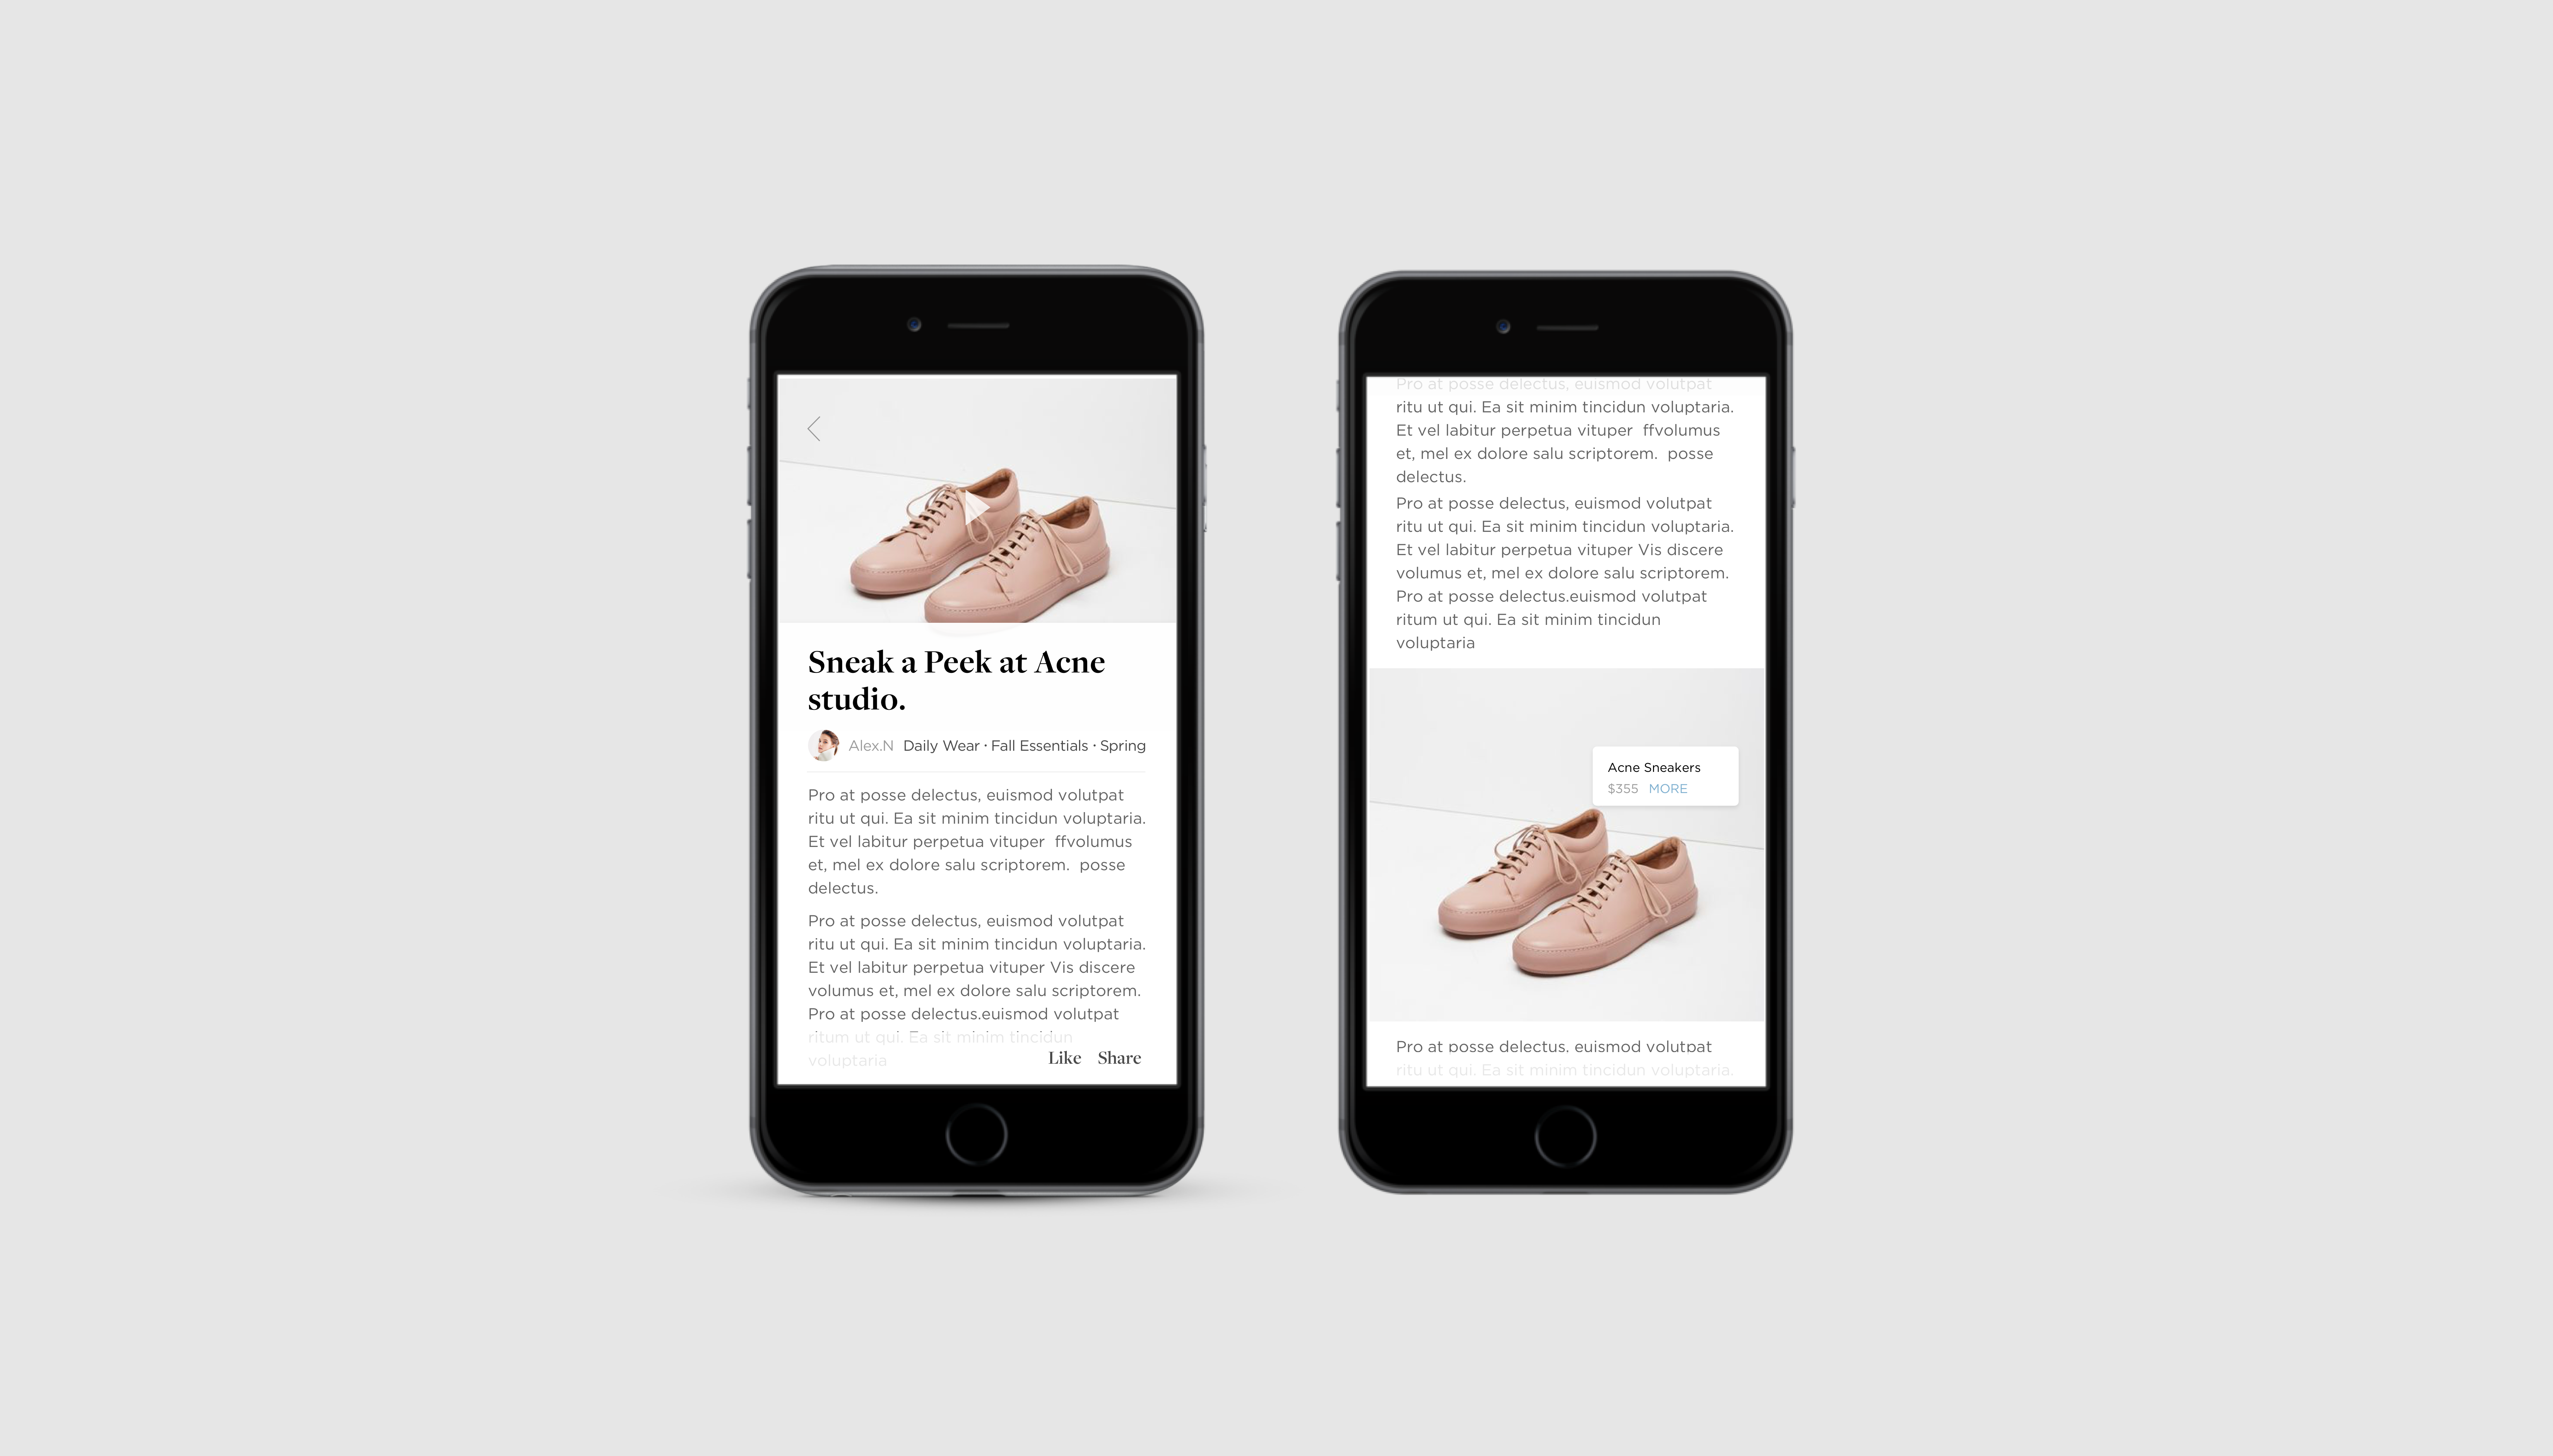 Sneak a Peek at Acne
studio.
Alex.N Daily Wear · Fall Essentials · Spring
Pro at posse delectus, euismod volutpat
ritu ut qui. Ea sit minim tincidun voluptaria.
Et vel labitur perpetua vituper  ffvolumus
et, mel ex dolore salu scriptorem.  posse
delectus.
Pro at posse delectus, euismod volutpat
ritu ut qui. Ea sit minim tincidun voluptaria.
Et vel labitur perpetua vituper Vis discere
volumus et, mel ex dolore salu scriptorem.
Pro at posse delectus.euismod volutpat
ritum ut qui. Ea sit minim tincidun
voluptaria
Like Share
Pro at posse delectus, euismod volutpat
ritu ut qui. Ea sit minim tincidun voluptaria.
Et vel labitur perpetua vituper  ffvolumus
et, mel ex dolore salu scriptorem.  posse
delectus.
Pro at posse delectus, euismod volutpat
ritu ut qui. Ea sit minim tincidun voluptaria.
Et vel labitur perpetua vituper Vis discere
volumus et, mel ex dolore salu scriptorem.
Pro at posse delectus.euismod volutpat
ritum ut qui. Ea sit minim tincidun
voluptaria
Acne Sneakers
$355 MORE
Pro at posse delectus, euismod volutpat
ritu ut qui. Ea sit minim tincidun voluptaria.